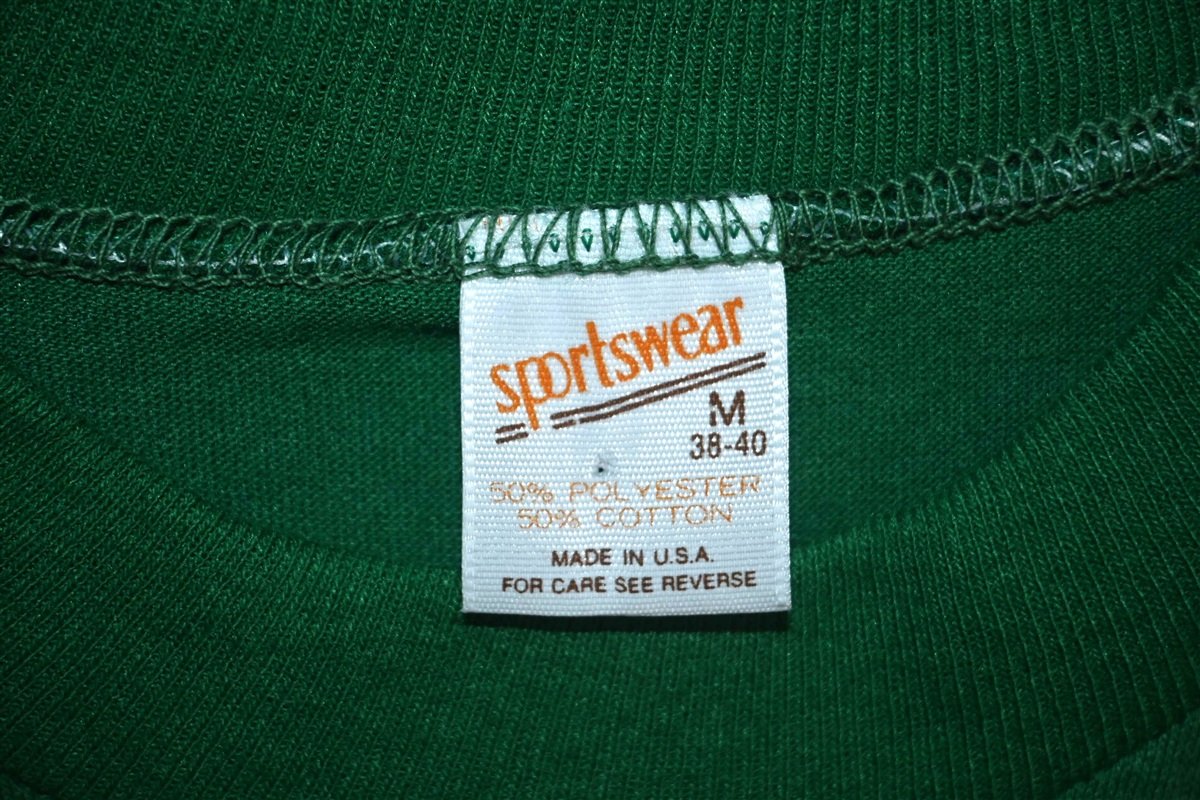 sportswear
M
38-40
50% POLYESTER
50% COTTON
MADE IN U.S.A.
FOR CARE SEE REVERSE